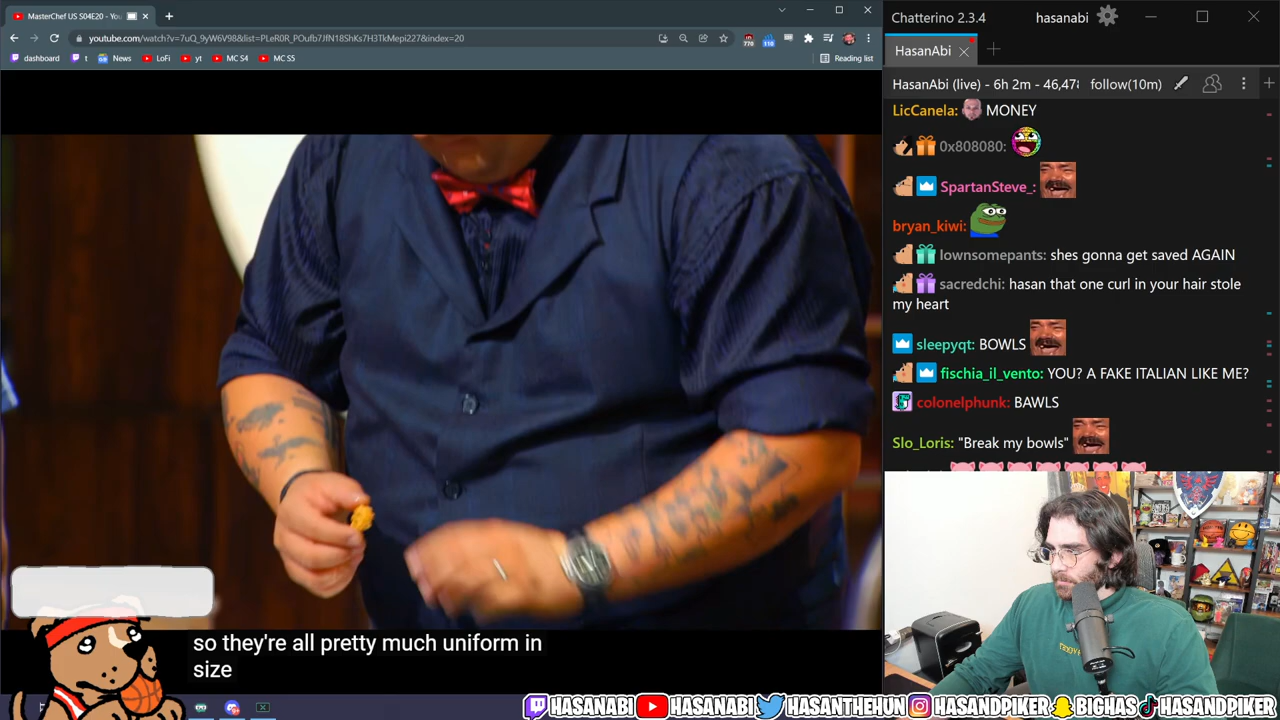 MasterChef US S04E20 - You
youtube.com/watch?v=7uQ_9yW6V98&list=PLeR0R_POufb7JfN18ShKs7H3TkMepi227&index=20
770
110
dashboard
t
News
LoFi
yt
MC S4
MC S5
Reading list
so they're all pretty much uniform in
size
Chatterino 2.3.4
hasanabi
HasanAbi
HasanAbi (live) - 6h 2m - 46,478
follow(10m)
LicCanela: MONEY
0x808080:
SpartanSteve_:
bryan_kiwi:
lownsomepants: shes gonna get saved AGAIN
sacredchi: hasan that one curl in your hair stole
my heart
sleepyqt: BOWLS
fischia_il_vento: YOU? A FAKE ITALIAN LIKE ME?
colonelphunk: BAWLS
Slo_Loris: "Break my bowls"
HASANABI
HASANABI
HASANTHEHUN
HASANDPIKER
BIGHAS
HASANDPIKER